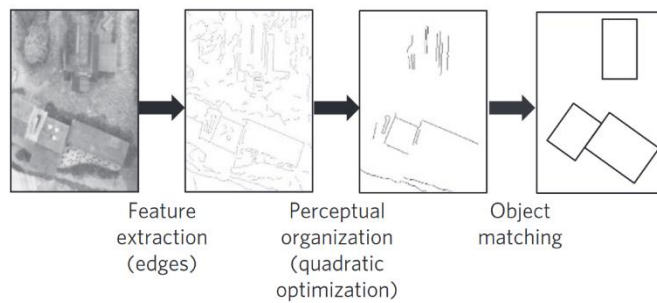 Feature
extraction
(edges)
Perceptual
organization
(quadratic
optimization)
Object
matching